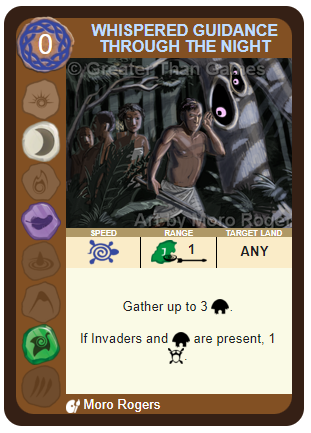 0
WHISPERED GUIDANCE
THROUGH THE NIGHT
© Greater Than Games
Art by Moro Roger
SPEED
RANGE
TARGET LAND
1
ANY
Gather up to 3 .
If Invaders and are present, 1
.
Moro Rogers